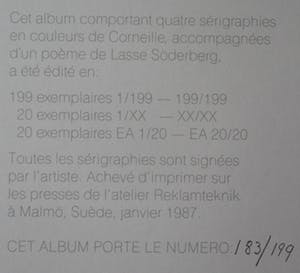 Cet album comportant quatre sérigraphies
en couleurs de Corneille, accompagnées
d'un poème de Lasse Söderberg,
a été édité en:
199 exemplaires 1/199 — 199/199
20 exemplaires 1/XX — XX/XX
20 exemplaires EA 1/20 — EA 20/20
Toutes les sérigraphies sont signées
par l'artiste. Achevé d'imprimer sur
les presses de l'atelier Reklamteknik
à Malmö, Suède, janvier 1987.
CET ALBUM PORTE LE NUMERO: 183/199